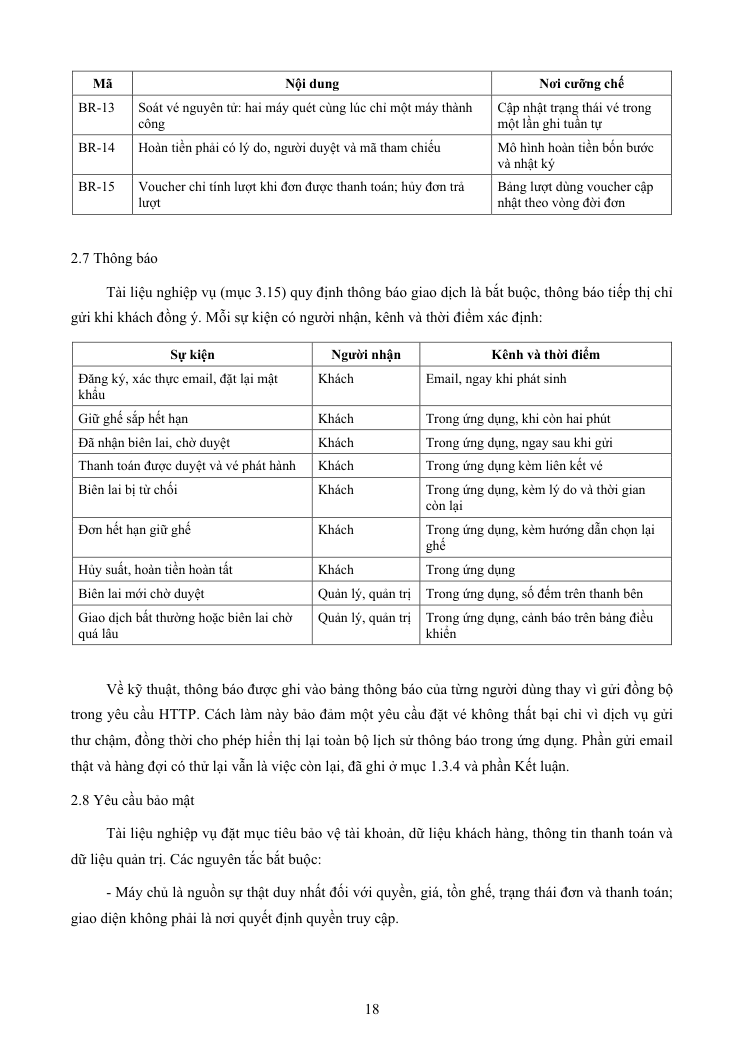 Mã Nội dung Nơi cưỡng chế
BR-13 Soát vé nguyên tử: hai máy quét cùng lúc chỉ một máy thành công Cập nhật trạng thái vé trong một lần ghi tuần tự
BR-14 Hoàn tiền phải có lý do, người duyệt và mã tham chiếu Mô hình hoàn tiền bốn bước và nhật ký
BR-15 Voucher chỉ tính lượt khi đơn được thanh toán; hủy đơn trả lượt Bảng lượt dùng voucher cập nhật theo vòng đời đơn
2.7 Thông báo
Tài liệu nghiệp vụ (mục 3.15) quy định thông báo giao dịch là bắt buộc, thông báo tiếp thị chỉ
gửi khi khách đồng ý. Mỗi sự kiện có người nhận, kênh và thời điểm xác định:
Sự kiện Người nhận Kênh và thời điểm
Đăng ký, xác thực email, đặt lại mật khẩu Khách Email, ngay khi phát sinh
Giữ ghế sắp hết hạn Khách Trong ứng dụng, khi còn hai phút
Đã nhận biên lai, chờ duyệt Khách Trong ứng dụng, ngay sau khi gửi
Thanh toán được duyệt và vé phát hành Khách Trong ứng dụng kèm liên kết vé
Biên lai bị từ chối Khách Trong ứng dụng, kèm lý do và thời gian còn lại
Đơn hết hạn giữ ghế Khách Trong ứng dụng, kèm hướng dẫn chọn lại ghế
Hủy suất, hoàn tiền hoàn tất Khách Trong ứng dụng
Biên lai mới chờ duyệt Quản lý, quản trị Trong ứng dụng, số đếm trên thanh bên
Giao dịch bất thường hoặc biên lai chờ quá lâu Quản lý, quản trị Trong ứng dụng, cảnh báo trên bảng điều khiển
Về kỹ thuật, thông báo được ghi vào bảng thông báo của từng người dùng thay vì gửi đồng bộ
trong yêu cầu HTTP. Cách làm này bảo đảm một yêu cầu đặt vé không thất bại chỉ vì dịch vụ gửi
thư chậm, đồng thời cho phép hiển thị lại toàn bộ lịch sử thông báo trong ứng dụng. Phần gửi email
thật và hàng đợi có thử lại vẫn là việc còn lại, đã ghi ở mục 1.3.4 và phần Kết luận.
2.8 Yêu cầu bảo mật
Tài liệu nghiệp vụ đặt mục tiêu bảo vệ tài khoản, dữ liệu khách hàng, thông tin thanh toán và
dữ liệu quản trị. Các nguyên tắc bắt buộc:
- Máy chủ là nguồn sự thật duy nhất đối với quyền, giá, tồn ghế, trạng thái đơn và thanh toán;
giao diện không phải là nơi quyết định quyền truy cập.
18